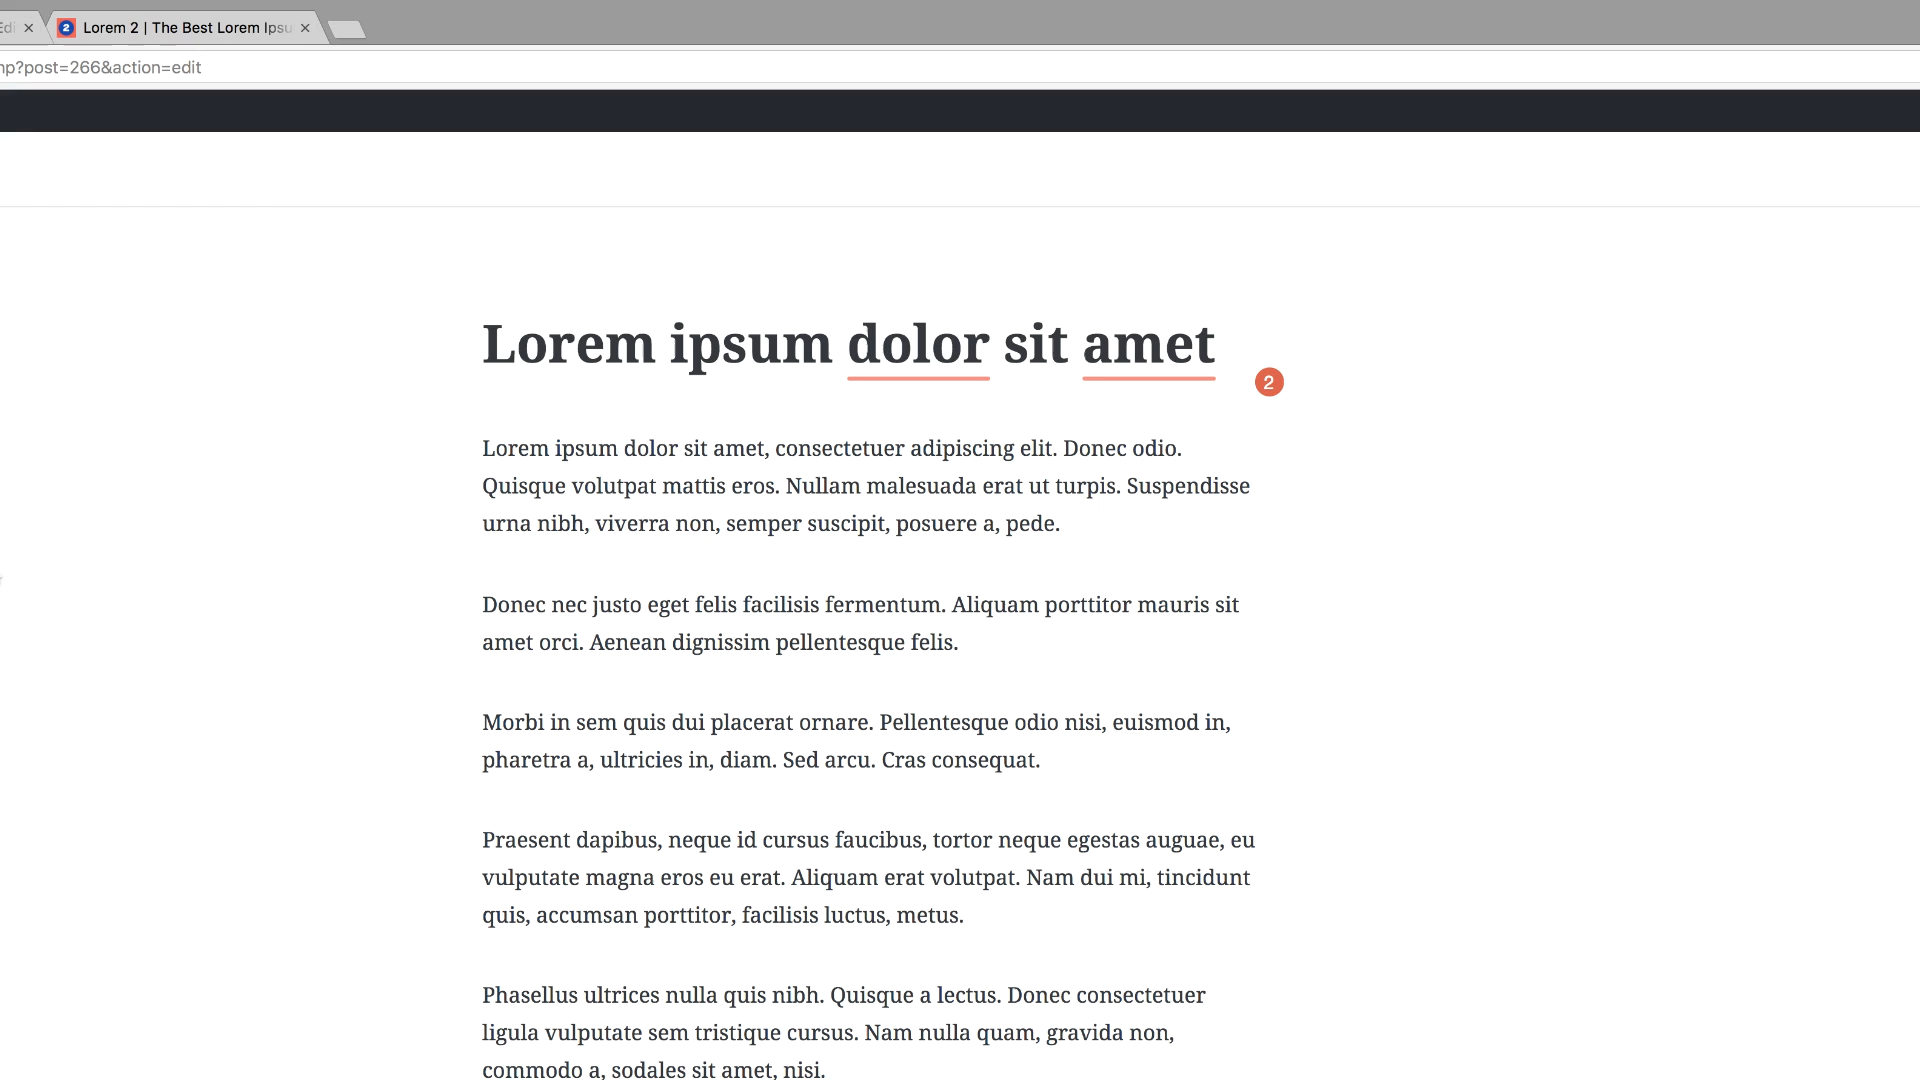 2 Lorem 2 | The Best Lorem Ipsu
?post=266&action=edit
Lorem ipsum dolor sit amet
2
Lorem ipsum dolor sit amet, consectetuer adipiscing elit. Donec odio.
Quisque volutpat mattis eros. Nullam malesuada erat ut turpis. Suspendisse
urna nibh, viverra non, semper suscipit, posuere a, pede.
Donec nec justo eget felis facilisis fermentum. Aliquam porttitor mauris sit
amet orci. Aenean dignissim pellentesque felis.
Morbi in sem quis dui placerat ornare. Pellentesque odio nisi, euismod in,
pharetra a, ultricies in, diam. Sed arcu. Cras consequat.
Praesent dapibus, neque id cursus faucibus, tortor neque egestas auguae, eu
vulputate magna eros eu erat. Aliquam erat volutpat. Nam dui mi, tincidunt
quis, accumsan porttitor, facilisis luctus, metus.
Phasellus ultrices nulla quis nibh. Quisque a lectus. Donec consectetuer
ligula vulputate sem tristique cursus. Nam nulla quam, gravida non,
commodo a, sodales sit amet, nisi.